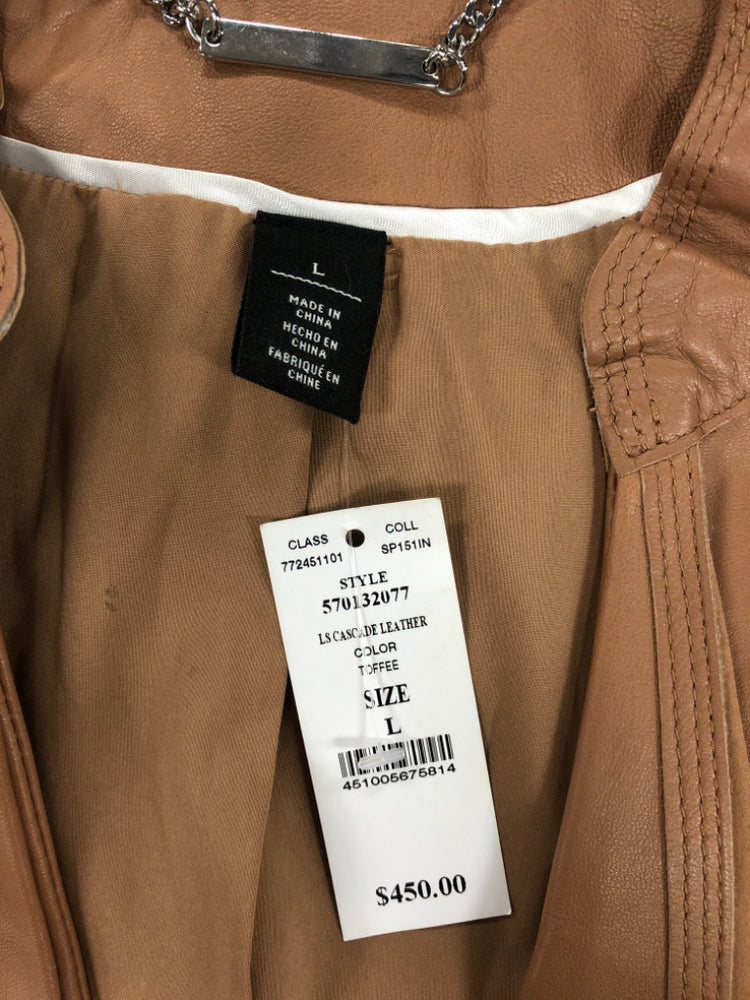 L
MADE IN
CHINA
HECHO EN
CHINA
FABRIQUÉ EN
CHINE
CLASS COLL
772451101 SP151IN
STYLE
570132077
LS CASCADE LEATHER
COLOR
TOFFEE
SIZE
L
451005675814
$450.00